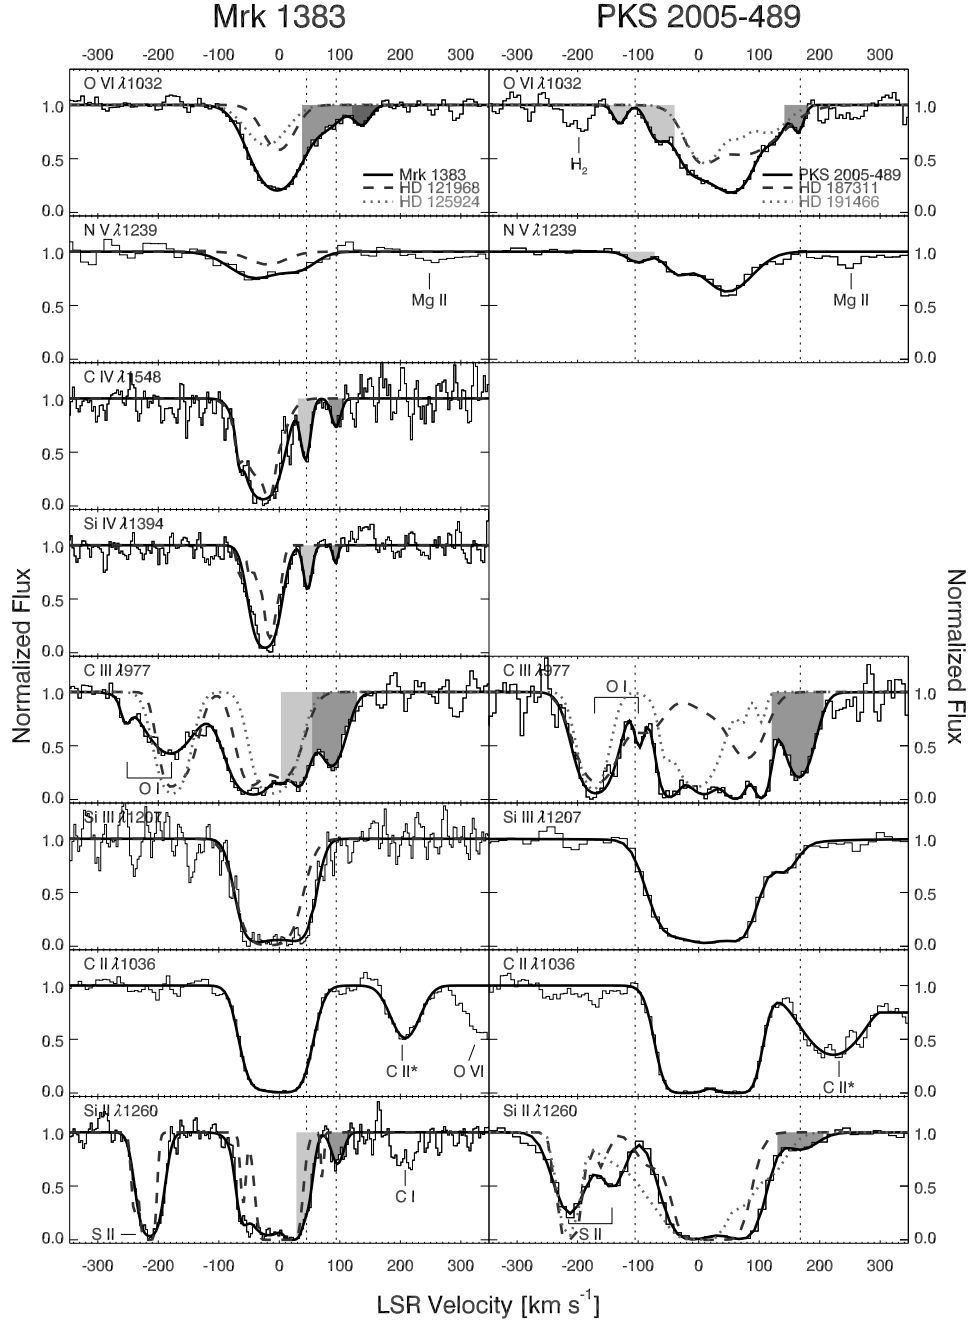 Mrk 1383
PKS 2005-489
-300 -200 -100 0 100 200 300
-300 -200 -100 0 100 200 300
O VI λ1032
1.0
0.5
0.0
Mrk 1383
HD 121968
HD 125924
O VI λ1032
1.0
0.5
0.0
H2
PKS 2005-489
HD 187311
HD 191466
N V λ1239
1.0
0.5
0.0
Mg II
N V λ1239
1.0
0.5
0.0
Mg II
C IV λ1548
1.0
0.5
0.0
Si IV λ1394
1.0
0.5
0.0
Normalized Flux
Normalized Flux
C III λ977
1.0
0.5
0.0
O I
C III λ977
1.0
0.5
0.0
O I
Si III λ1207
1.0
0.5
0.0
Si III λ1207
1.0
0.5
0.0
C II λ1036
1.0
0.5
0.0
C II*
O VI
C II λ1036
1.0
0.5
0.0
C II*
Si II λ1260
1.0
0.5
0.0
S II
C I
Si II λ1260
1.0
0.5
0.0
S II
-300 -200 -100 0 100 200 300
-300 -200 -100 0 100 200 300
LSR Velocity [km s-1]